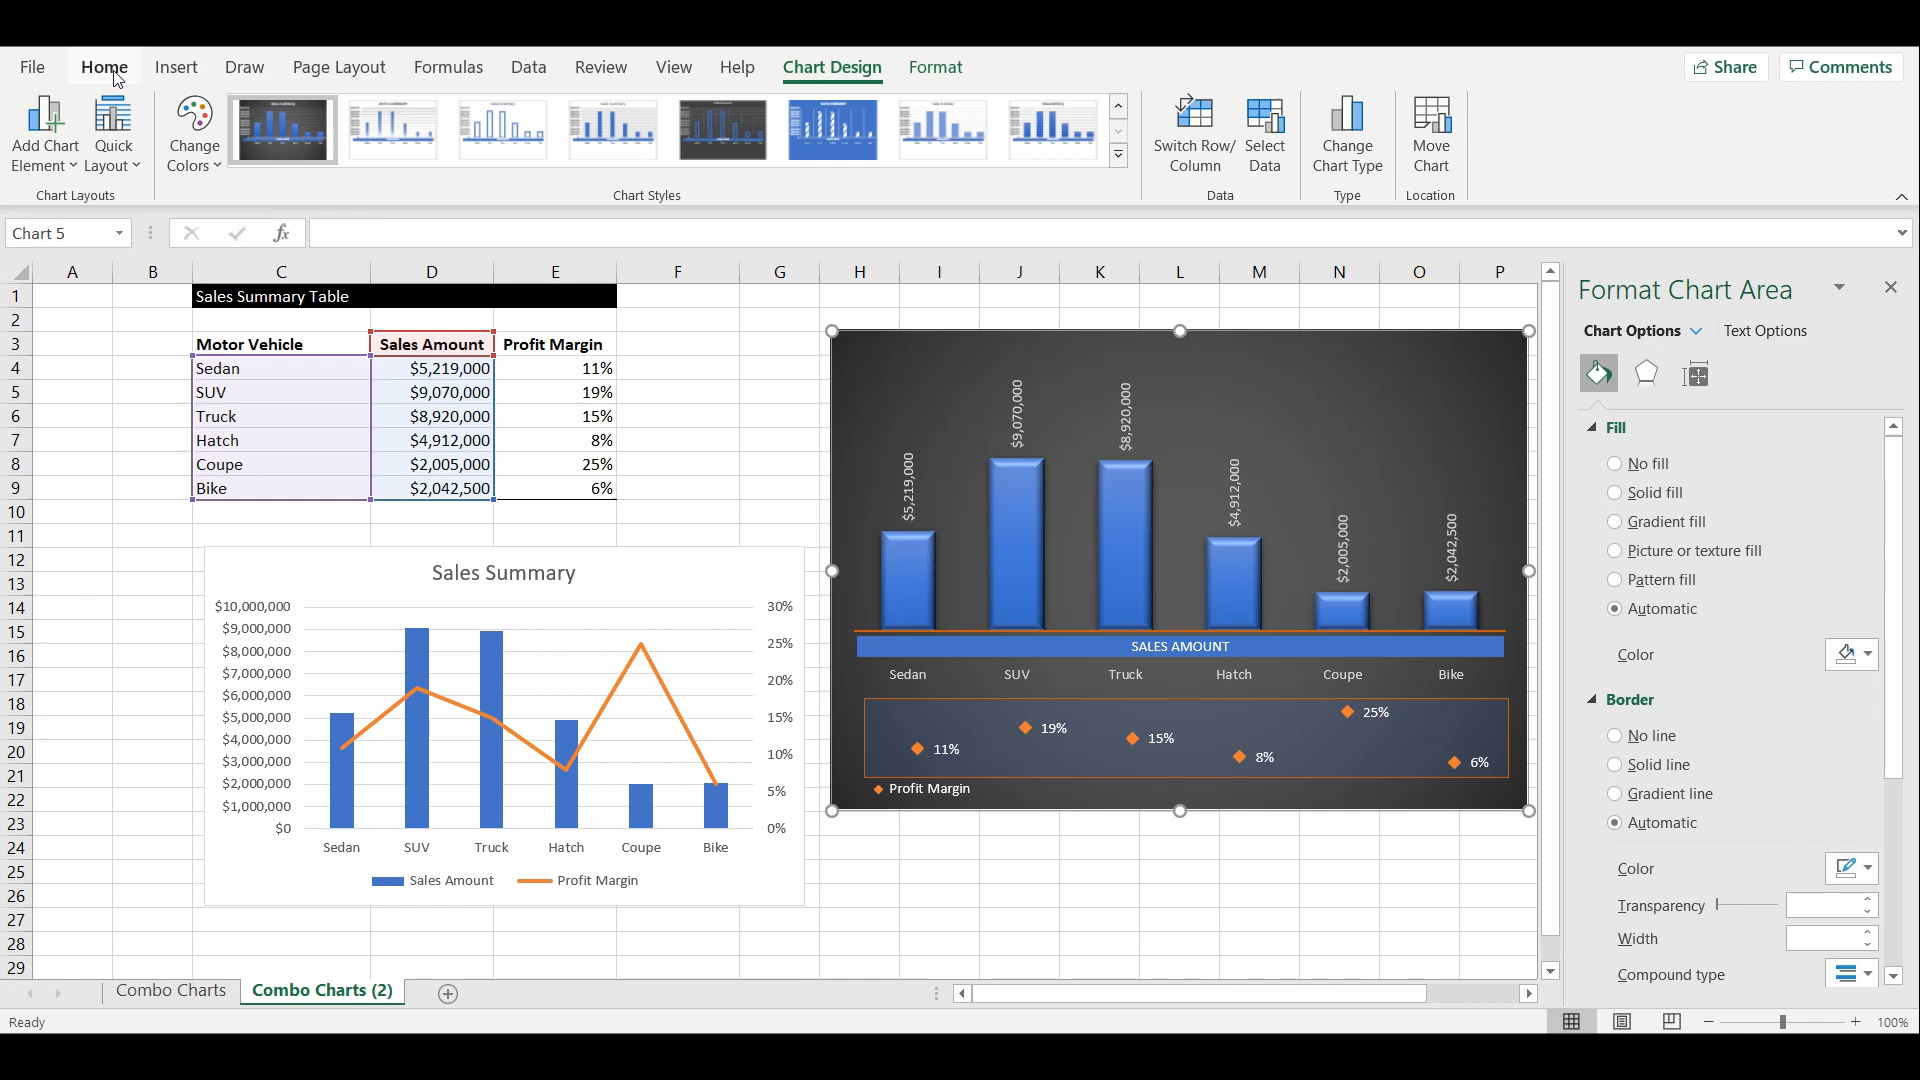 File Home Insert Draw Page Layout Formulas Data Review View Help Chart Design Format Share Comments
Add Chart Element Quick Layout Change Colors Switch Row/ Column Select Data Change Chart Type Move Chart
Chart Layouts Chart Styles Data Type Location
Chart 5 fx
A B C D E F G H I J K L M N O P
1 Sales Summary Table
2
3 Motor Vehicle Sales Amount Profit Margin
4 Sedan $5,219,000 11%
5 SUV $9,070,000 19%
6 Truck $8,920,000 15%
7 Hatch $4,912,000 8%
8 Coupe $2,005,000 25%
9 Bike $2,042,500 6%
10
11
12
13
14
15
16
17
18
19
20
21
22
23
24
25
26
27
28
29
Sales Summary
$10,000,000 30%
$9,000,000 25%
$8,000,000
$7,000,000 20%
$6,000,000
$5,000,000 15%
$4,000,000
$3,000,000 10%
$2,000,000 5%
$1,000,000
$0 0%
Sedan SUV Truck Hatch Coupe Bike
Sales Amount Profit Margin
$5,219,000 $9,070,000 $8,920,000 $4,912,000 $2,005,000 $2,042,500
SALES AMOUNT
Sedan SUV Truck Hatch Coupe Bike
11% 19% 15% 8% 25% 6%
Profit Margin
Format Chart Area
Chart Options Text Options
Fill
No fill
Solid fill
Gradient fill
Picture or texture fill
Pattern fill
Automatic
Color
Border
No line
Solid line
Gradient line
Automatic
Color
Transparency
Width
Compound type
Combo Charts Combo Charts (2)
Ready 100%